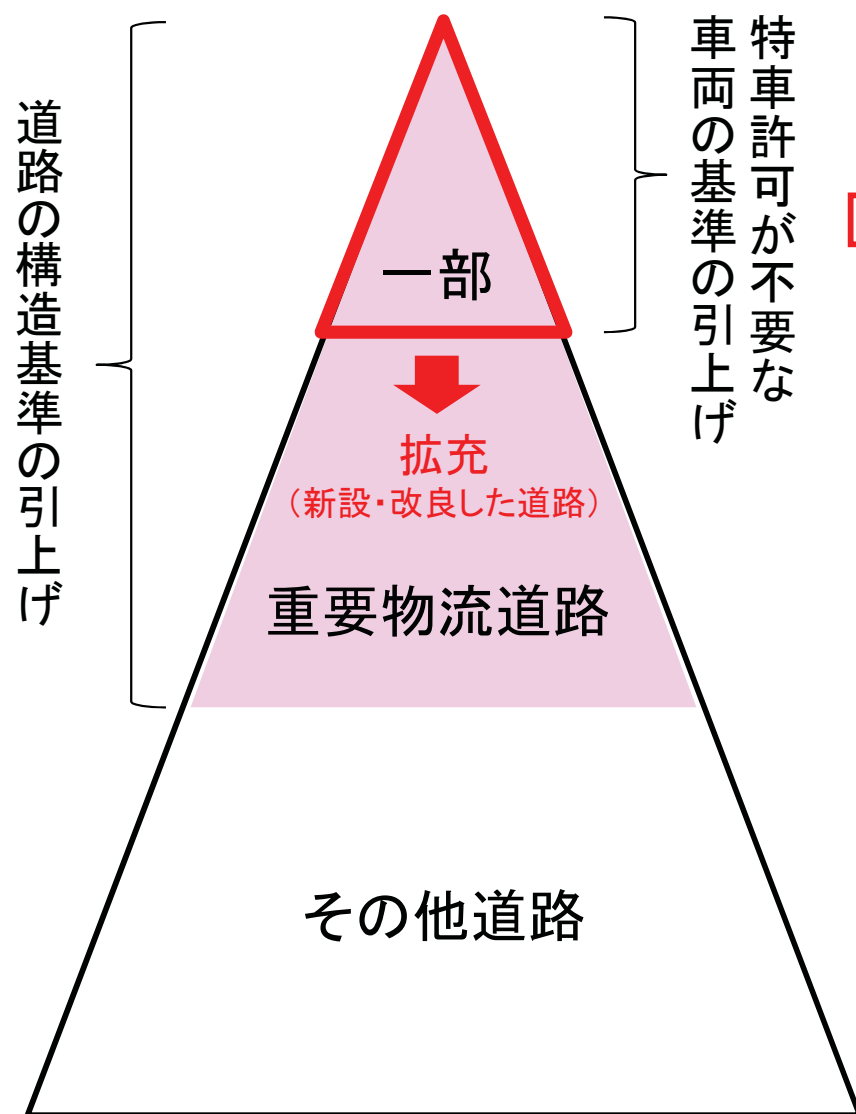 道路の構造基準の引上げ
特車許可が不要な
車両の基準の引上げ
一部
拡充
（新設・改良した道路）
重要物流道路
その他道路